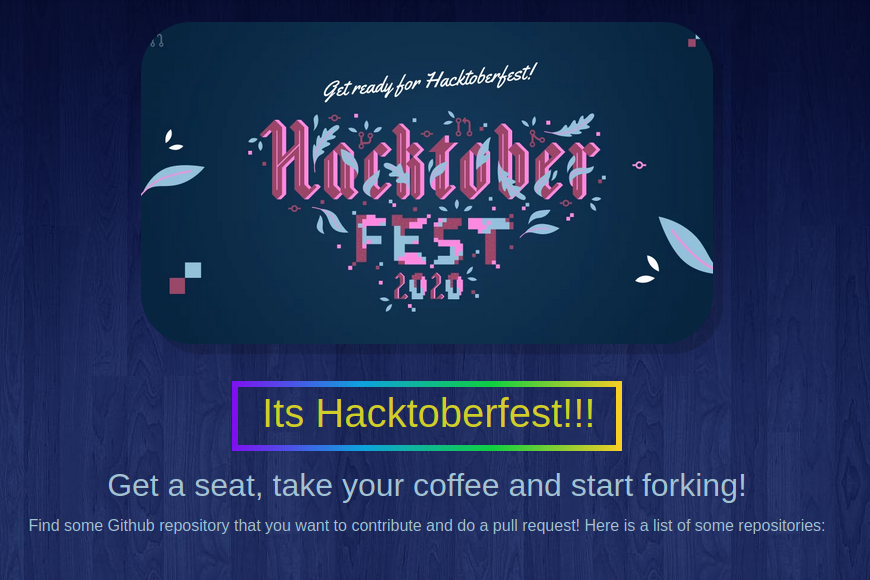 Get ready for Hacktoberfest!
Hacktober
FEST
2020
Its Hacktoberfest!!!
Get a seat, take your coffee and start forking!
Find some Github repository that you want to contribute and do a pull request! Here is a list of some repositories: